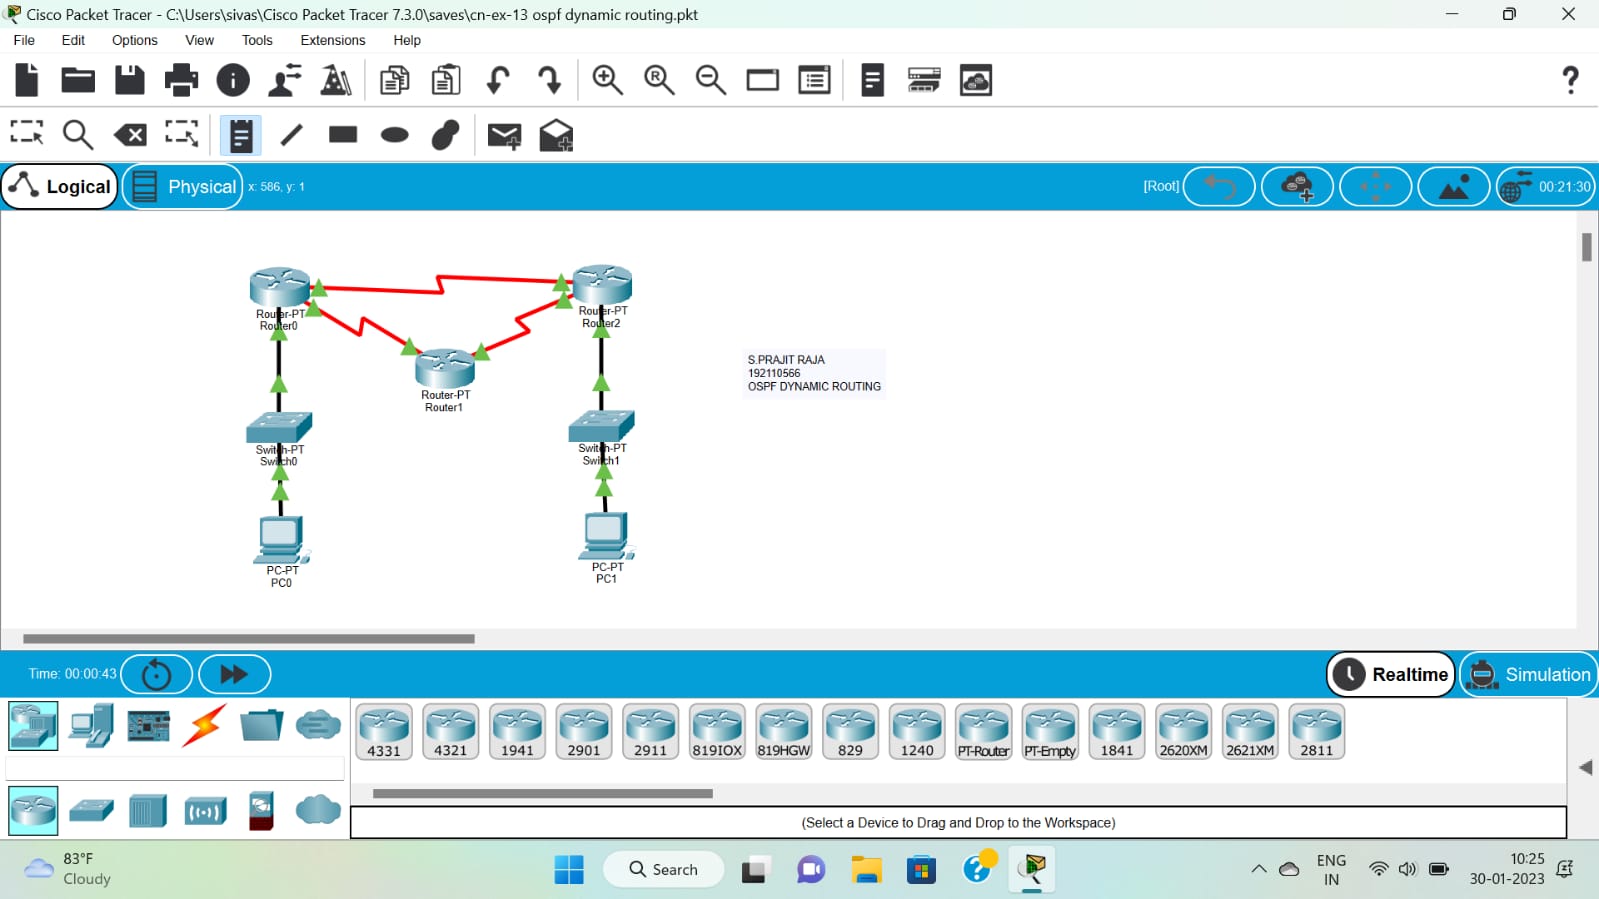 Cisco Packet Tracer - C:\Users\sivas\Cisco Packet Tracer 7.3.0\saves\cn-ex-13 ospf dynamic routing.pkt
File Edit Options View Tools Extensions Help
Logical Physical x: 586, y: 1 [Root] 00:21:30
Router-PT
Router0
Router-PT
Router2
Router-PT
Router1
S.PRAJIT RAJA
192110566
OSPF DYNAMIC ROUTING
Switch-PT
Switch0
Switch-PT
Switch1
PC-PT
PC0
PC-PT
PC1
Time: 00:00:43 Realtime Simulation
4331 4321 1941 2901 2911 819IOX 819HGW 829 1240 PT-Router PT-Empty 1841 2620XM 2621XM 2811
(Select a Device to Drag and Drop to the Workspace)
83°F
Cloudy
Search
ENG
IN
10:25
30-01-2023